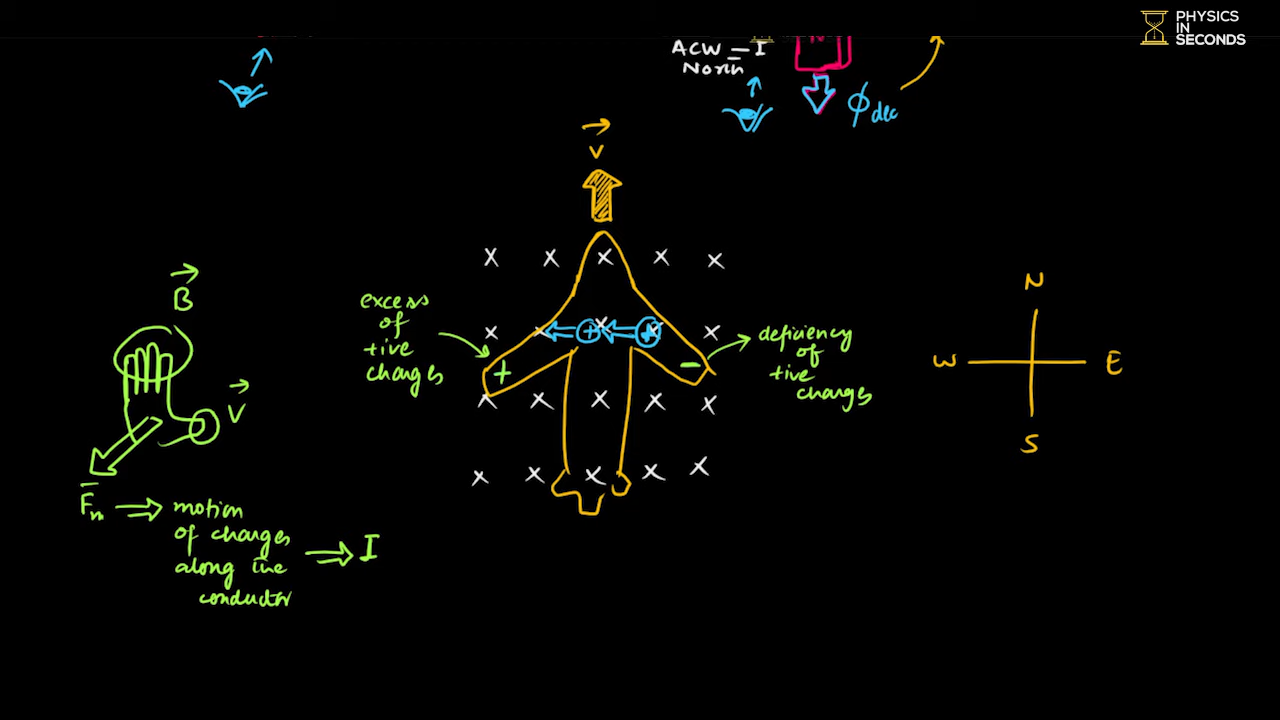 PHYSICS
IN
SECONDS
ACW – I
North
ϕdec
v
B
V
Fm
motion
of charges
along the
conductor
I
excess
of
+ive
charges
x x x x x
x x x x x
x x x x x
x x x x x
+ +
+ –
deficiency
of
+ive
charges
N
W E
S